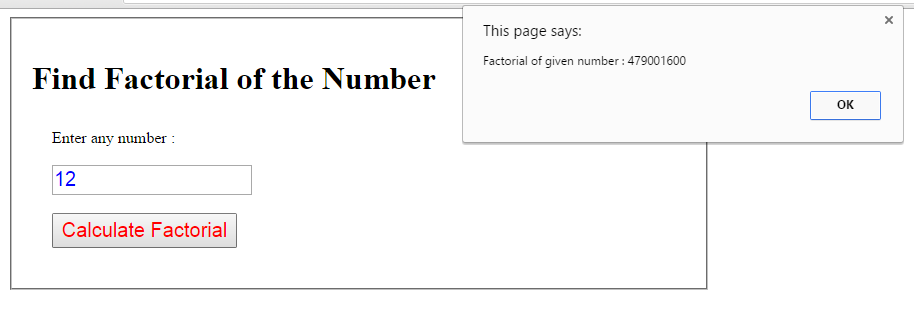 This page says:
Factorial of given number : 479001600
OK
Find Factorial of the Number
Enter any number :
12
Calculate Factorial